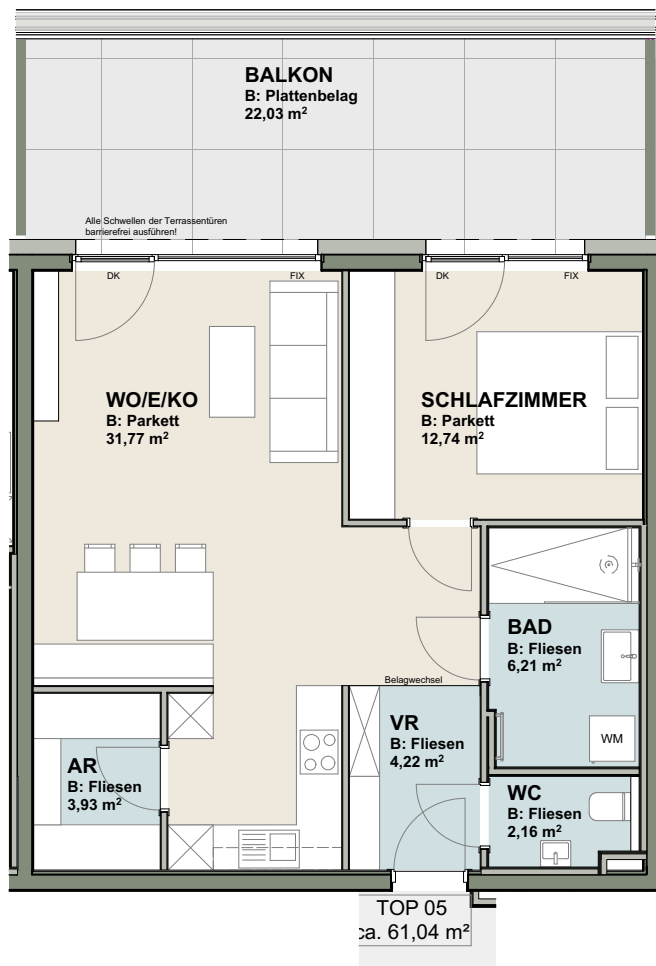 BALKON
B: Plattenbelag
22,03 m²
Alle Schwellen der Terrassentüren
barrierefrei ausführen!
DK
FIX
DK
FIX
WO/E/KO
B: Parkett
31,77 m²
SCHLAFZIMMER
B: Parkett
12,74 m²
BAD
B: Fliesen
6,21 m²
Belagwechsel
VR
B: Fliesen
4,22 m²
WM
AR
B: Fliesen
3,93 m²
WC
B: Fliesen
2,16 m²
TOP 05
ca. 61,04 m²